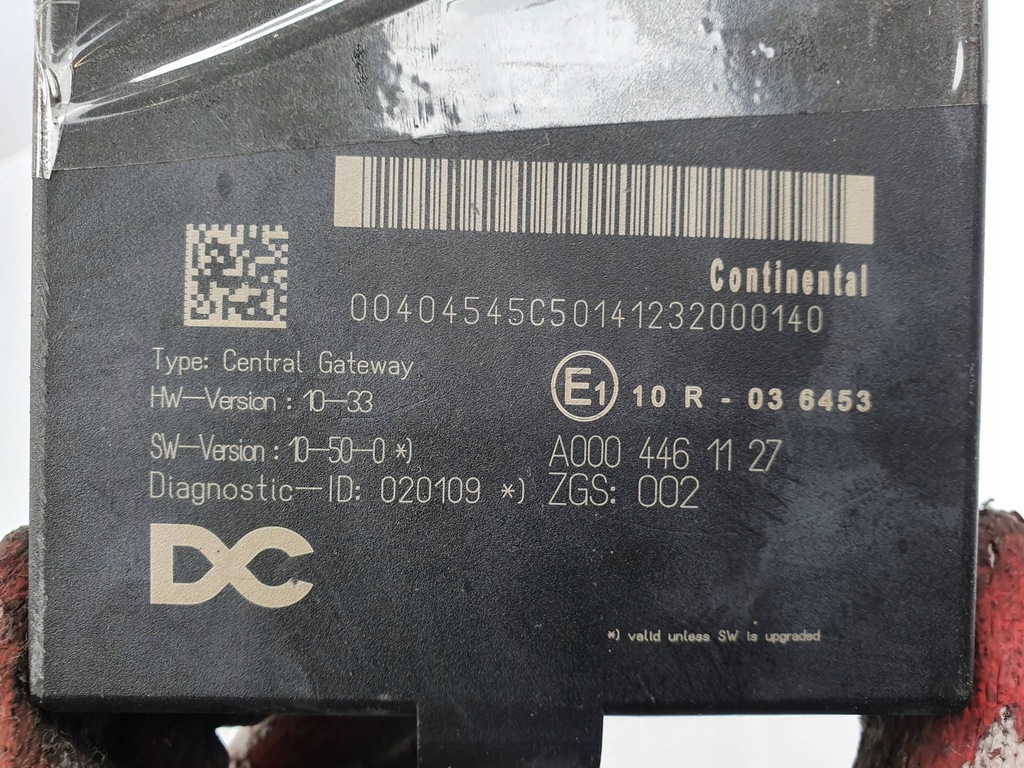 Continental
00404545C50141232000140
Type: Central Gateway
HW-Version : 10-33
E1 10 R - 03 6453
SW-Version : 10-50-0 *)
A000 446 11 27
Diagnostic-ID: 020109 *)
ZGS: 002
DC
*) valid unless SW is upgraded